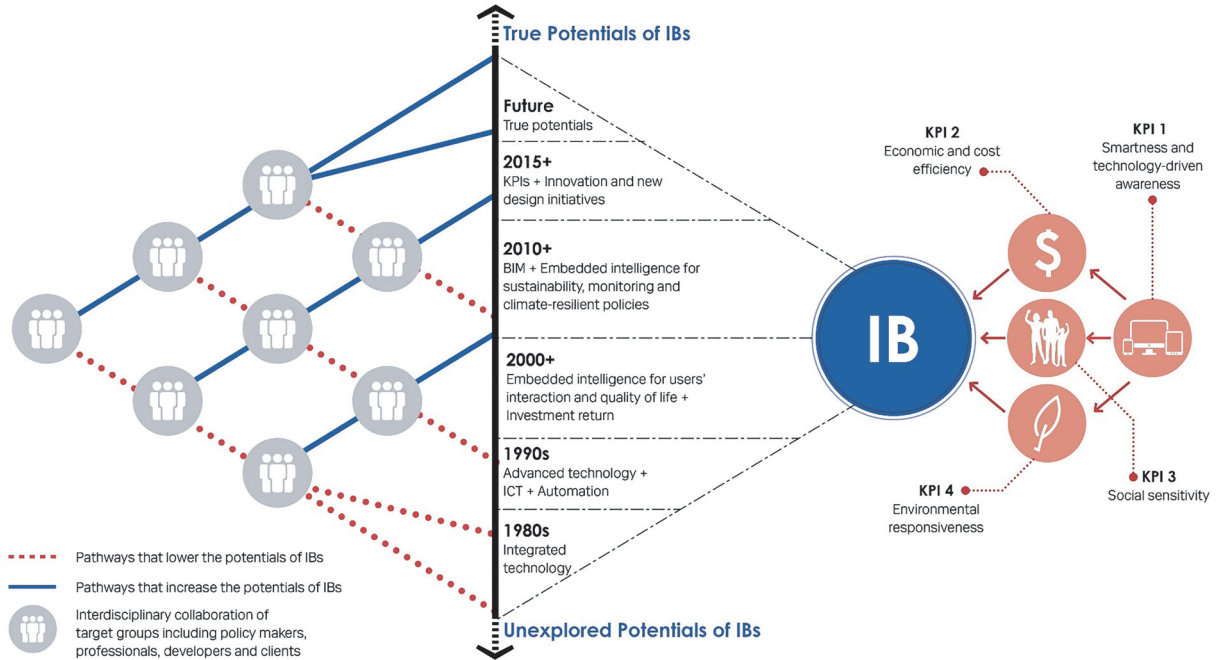 True Potentials of IBs
Future
True potentials
2015+
KPIs + Innovation and new
design initiatives
2010+
BIM + Embedded intelligence for
sustainability, monitoring and
climate-resilient policies
2000+
Embedded intelligence for users'
interaction and quality of life +
Investment return
1990s
Advanced technology +
ICT + Automation
1980s
Integrated
technology
Unexplored Potentials of IBs
IB
KPI 2
Economic and cost
efficiency
KPI 1
Smartness and
technology-driven
awareness
$
KPI 4
Environmental
responsiveness
KPI 3
Social sensitivity
Pathways that lower the potentials of IBs
Pathways that increase the potentials of IBs
Interdisciplinary collaboration of
target groups including policy makers,
professionals, developers and clients